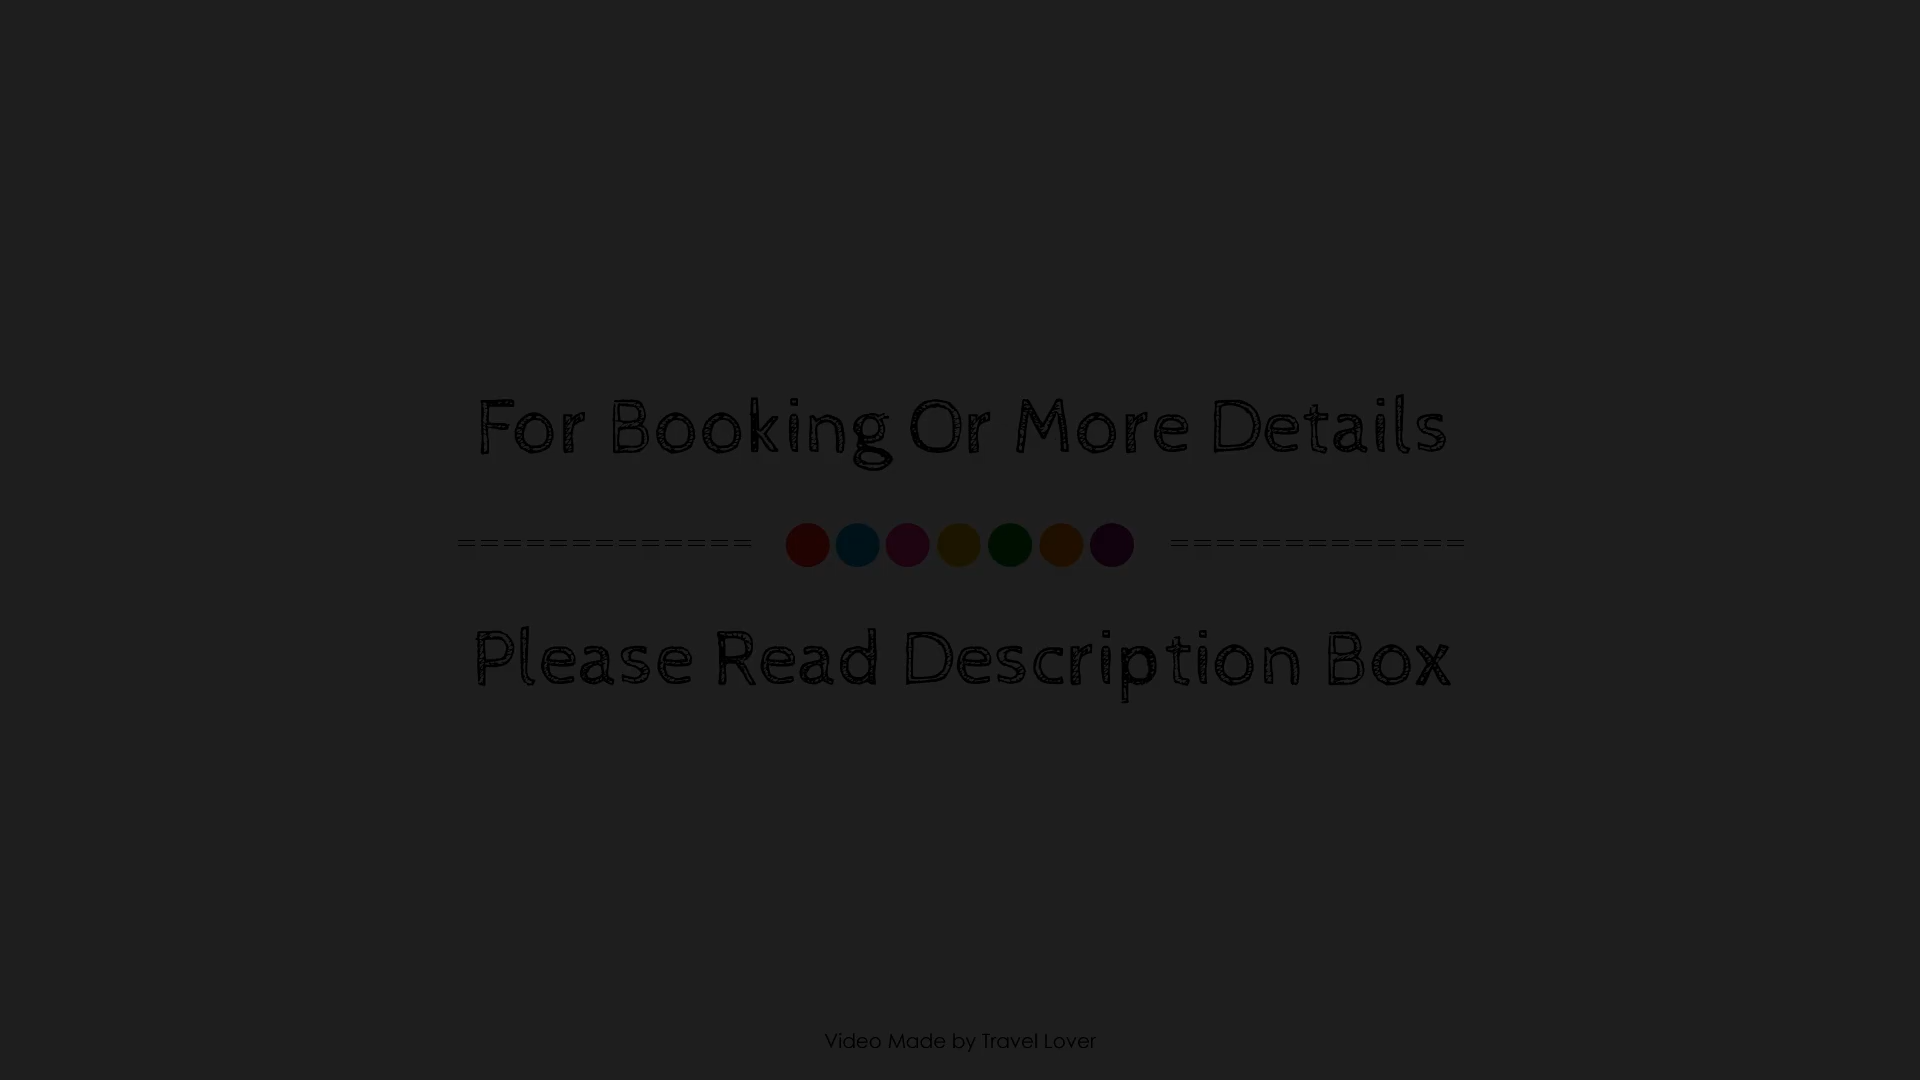 For Booking Or More Details
============= =============
Please Read Description Box
Video Made by Travel Lover